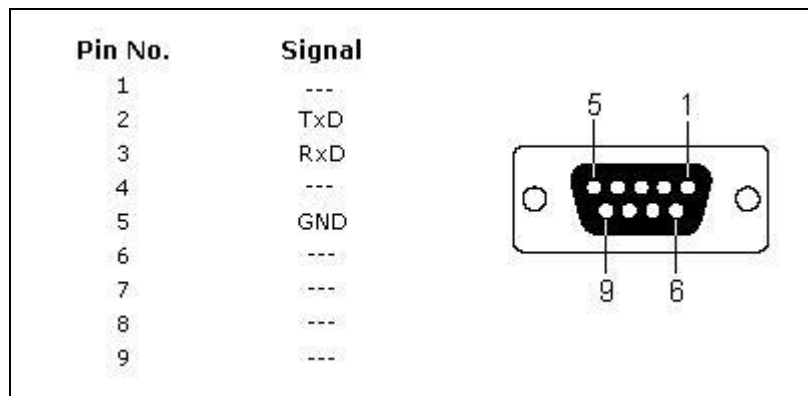 Pin No. Signal
1 ---
2 TxD
3 RxD
4 ---
5 GND
6 ---
7 ---
8 ---
9 ---
5 1
9 6